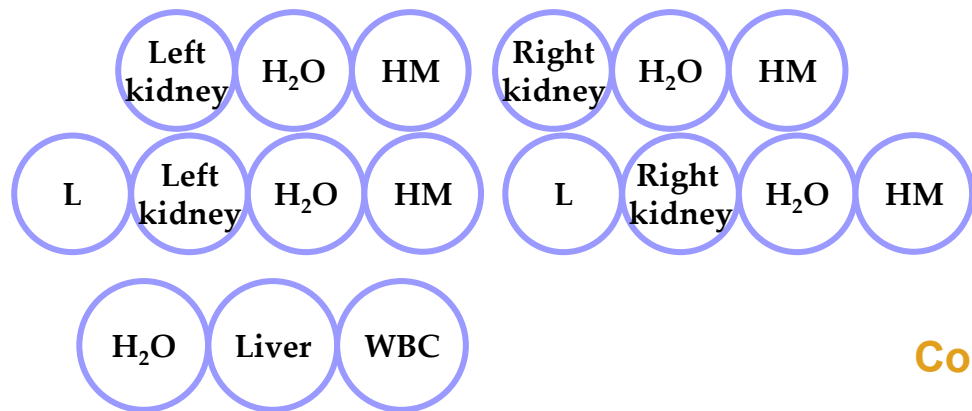 Left kidney H₂O HM Right kidney H₂O HM
L Left kidney H₂O HM L Right kidney H₂O HM
H₂O Liver WBC
Co